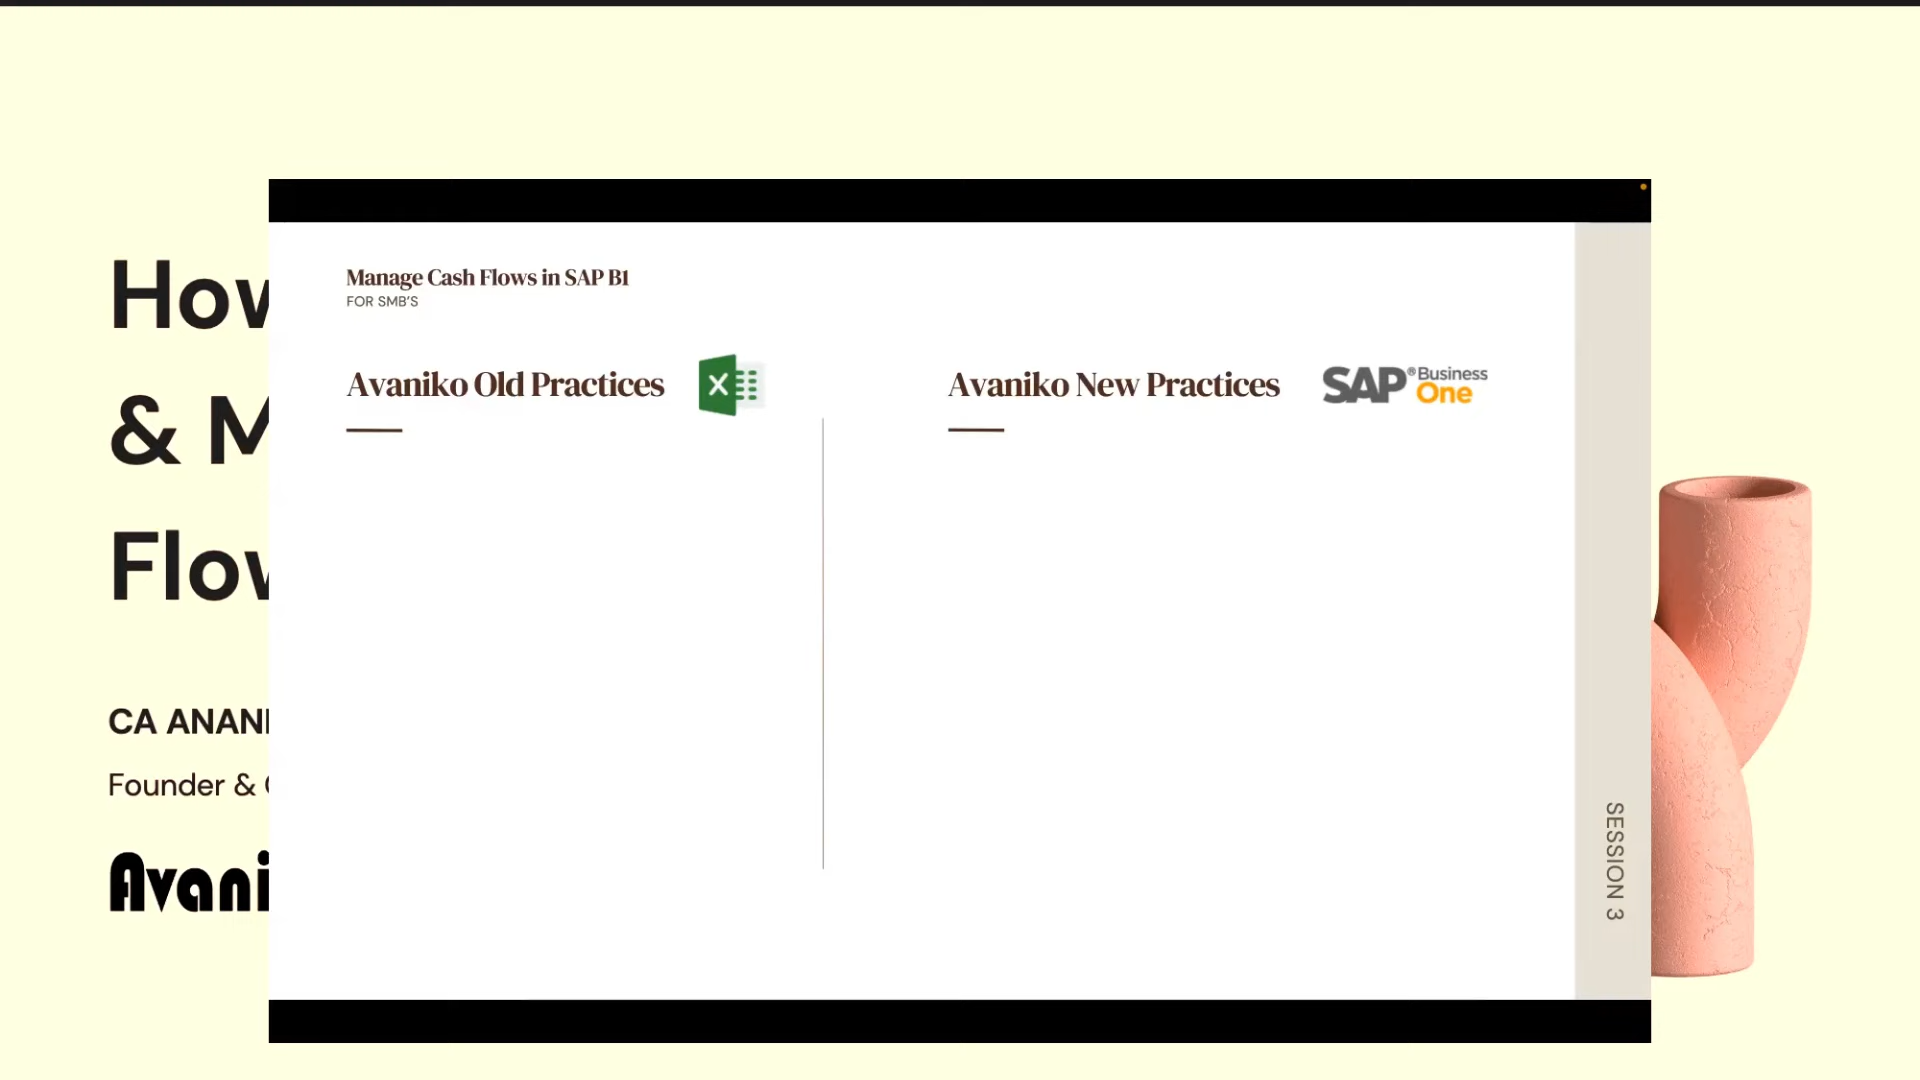 How
& M
Flow
CA ANAN
Founder &
Avani
Manage Cash Flows in SAP B1
FOR SMB'S
Avaniko Old Practices
X
Avaniko New Practices
SAP® Business One
SESSION 3